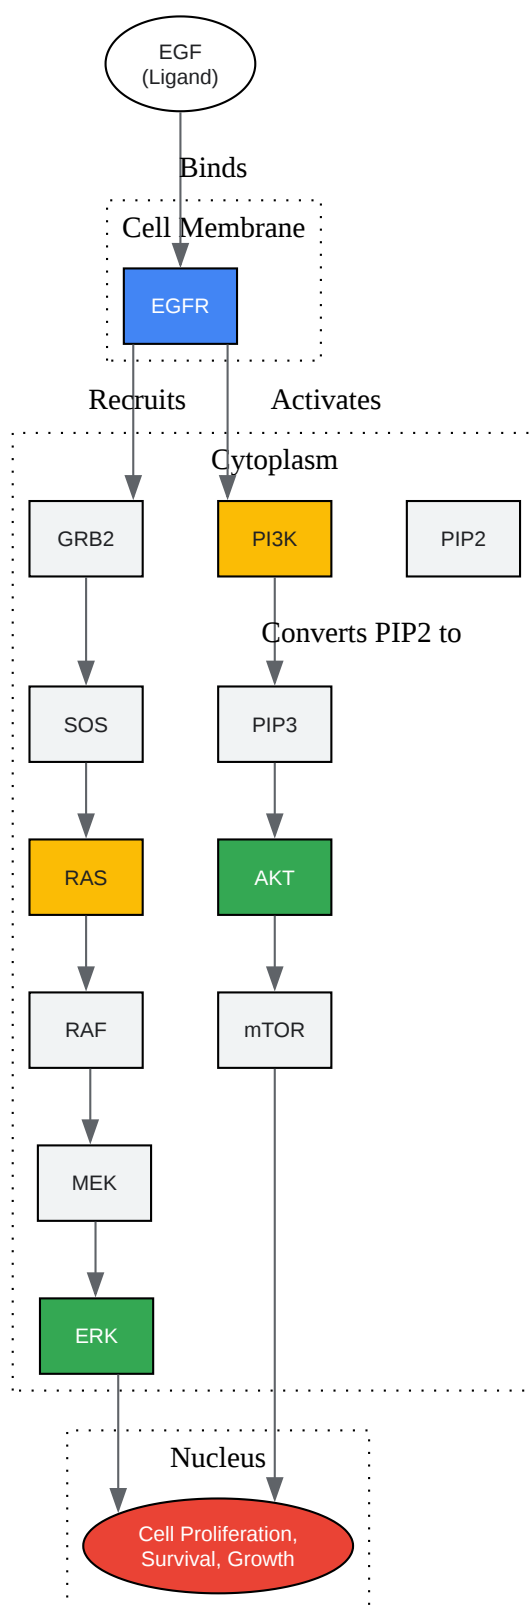 EGF
(Ligand)
Binds
Cell Membrane
EGFR
Recruits
Activates
Cytoplasm
GRB2
PI3K
PIP2
Converts PIP2 to
SOS
PIP3
RAS
AKT
RAF
mTOR
MEK
ERK
Nucleus
Cell Proliferation,
Survival, Growth